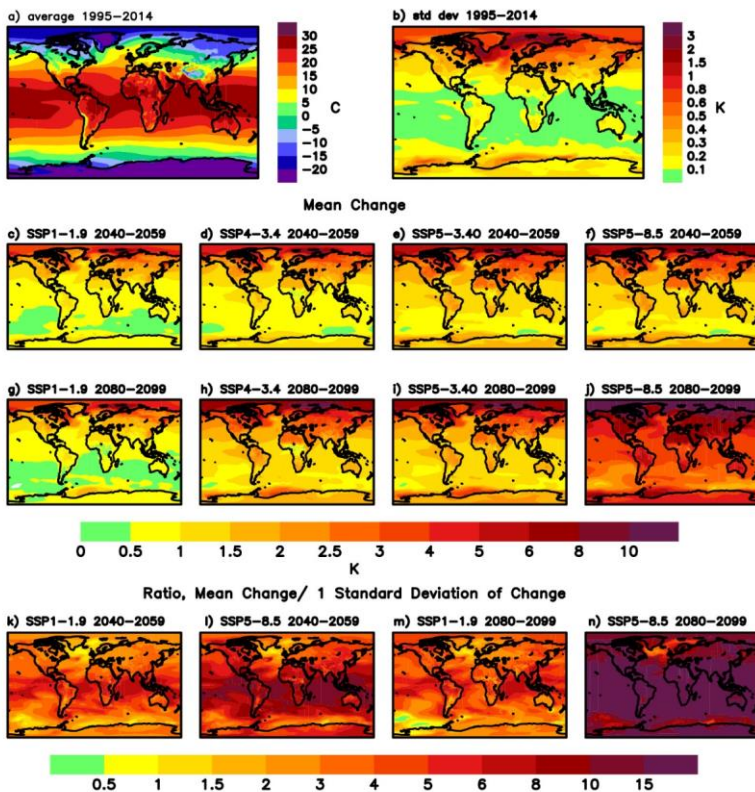 a) average 1995-2014
b) std dev 1995-2014
30
25
20
15
10
5
0
-5
-10
-15
-20
C
3
2
1.5
1
0.8
0.6
0.4
0.3
0.2
0.1
K
Mean Change
c) SSP1-1.9 2040-2059
d) SSP4-3.4 2040-2059
e) SSP5-3.40 2040-2059
f) SSP5-8.5 2040-2059
g) SSP1-1.9 2080-2099
h) SSP4-3.4 2080-2099
i) SSP5-3.40 2080-2099
j) SSP5-8.5 2080-2099
0 0.5 1 1.5 2 2.5 3 4 5 6 8 10
K
Ratio, Mean Change/ 1 Standard Deviation of Change
k) SSP1-1.9 2040-2059
l) SSP5-8.5 2040-2059
m) SSP1-1.9 2080-2099
n) SSP5-8.5 2080-2099
0.5 1 1.5 2 3 4 5 6 8 10 15